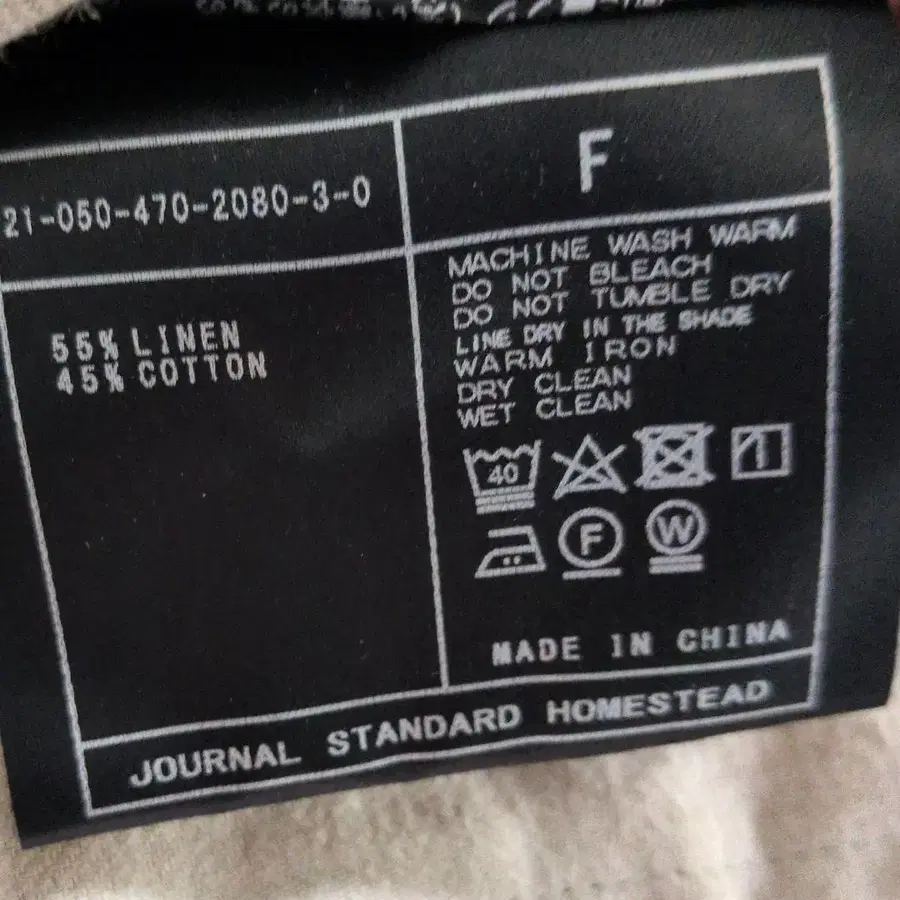 21-050-470-2080-3-0
F
55% LINEN
45% COTTON
MACHINE WASH WARM
DO NOT BLEACH
DO NOT TUMBLE DRY
LINE DRY IN THE SHADE
WARM IRON
DRY CLEAN
WET CLEAN
40
F
W
MADE IN CHINA
JOURNAL STANDARD HOMESTEAD